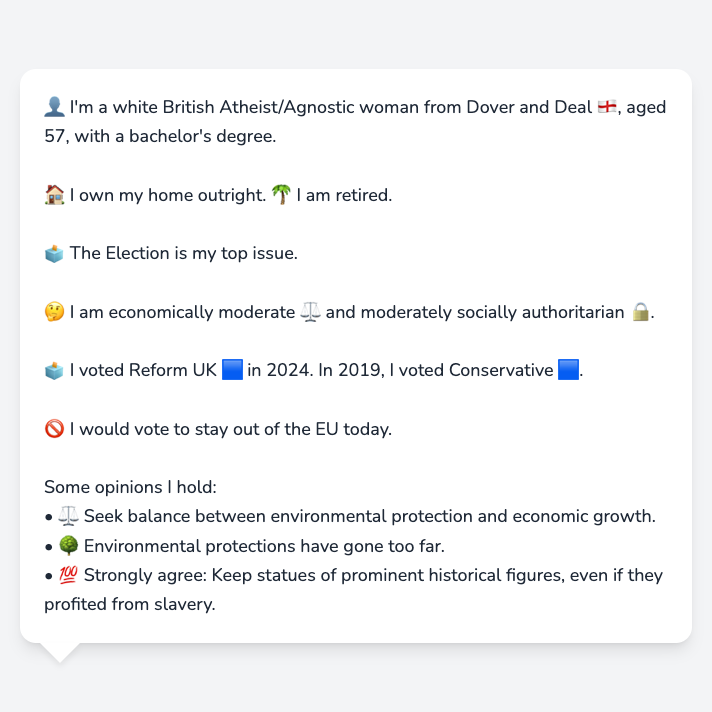 👤 I'm a white British Atheist/Agnostic woman from Dover and Deal 🏴󠁧󠁢󠁥󠁮󠁧󠁿, aged
57, with a bachelor's degree.
🏠 I own my home outright. 🌴 I am retired.
🗳️ The Election is my top issue.
🤔 I am economically moderate ⚖️ and moderately socially authoritarian 🔒.
🗳️ I voted Reform UK 🟦 in 2024. In 2019, I voted Conservative 🟦.
🚫 I would vote to stay out of the EU today.
Some opinions I hold:
• ⚖️ Seek balance between environmental protection and economic growth.
• 🌳 Environmental protections have gone too far.
• 💯 Strongly agree: Keep statues of prominent historical figures, even if they
profited from slavery.